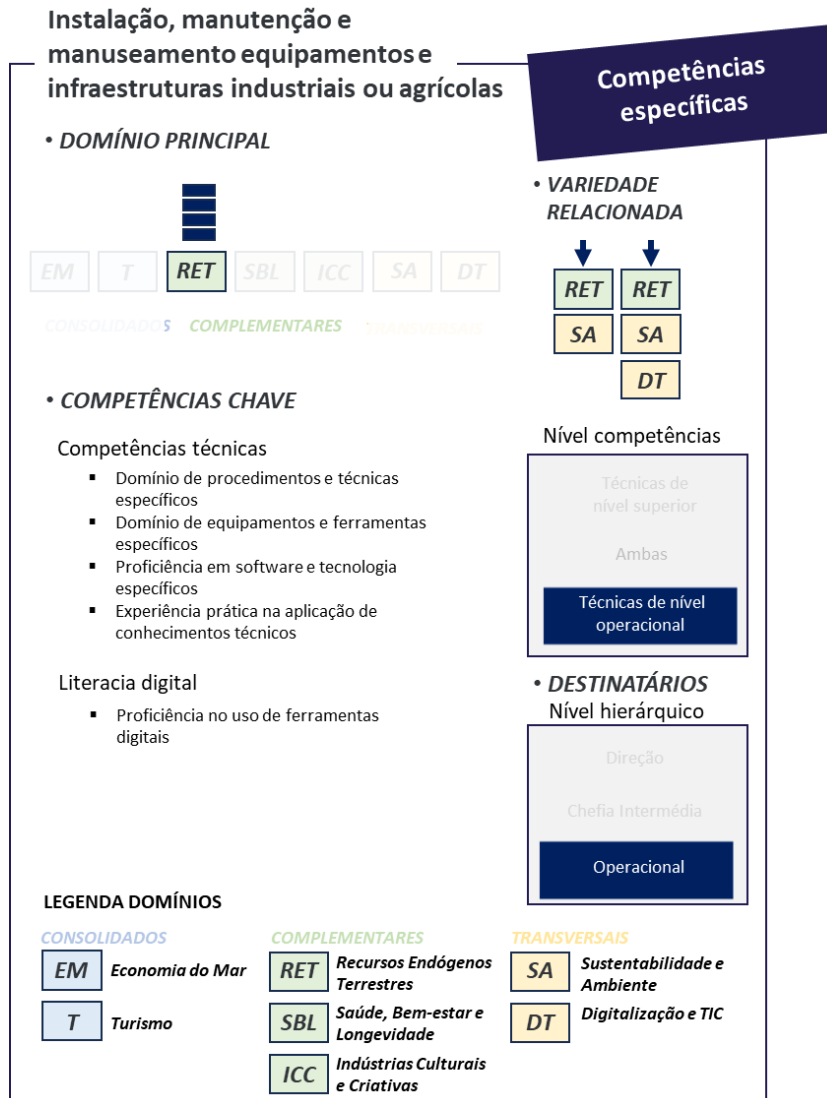 Instalação, manutenção e
manuseamento equipamentos e
infraestruturas industriais ou agrícolas
Competências
específicas
• DOMÍNIO PRINCIPAL
EM T RET SBL ICC SA DT
CONSOLIDADOS COMPLEMENTARES TRANSVERSAIS
• VARIEDADE
RELACIONADA
RET RET
SA SA
DT
• COMPETÊNCIAS CHAVE
Competências técnicas
▪ Domínio de procedimentos e técnicas
específicos
▪ Domínio de equipamentos e ferramentas
específicos
▪ Proficiência em software e tecnologia
específicos
▪ Experiência prática na aplicação de
conhecimentos técnicos
Literacia digital
▪ Proficiência no uso de ferramentas
digitais
Nível competências
Técnicas de
nível superior
Ambas
Técnicas de nível
operacional
• DESTINATÁRIOS
Nível hierárquico
Direção
Chefia Intermédia
Operacional
LEGENDA DOMÍNIOS
CONSOLIDADOS COMPLEMENTARES TRANSVERSAIS
EM Economia do Mar
T Turismo
RET Recursos Endógenos
Terrestres
SBL Saúde, Bem-estar e
Longevidade
ICC Indústrias Culturais
e Criativas
SA Sustentabilidade e
Ambiente
DT Digitalização e TIC